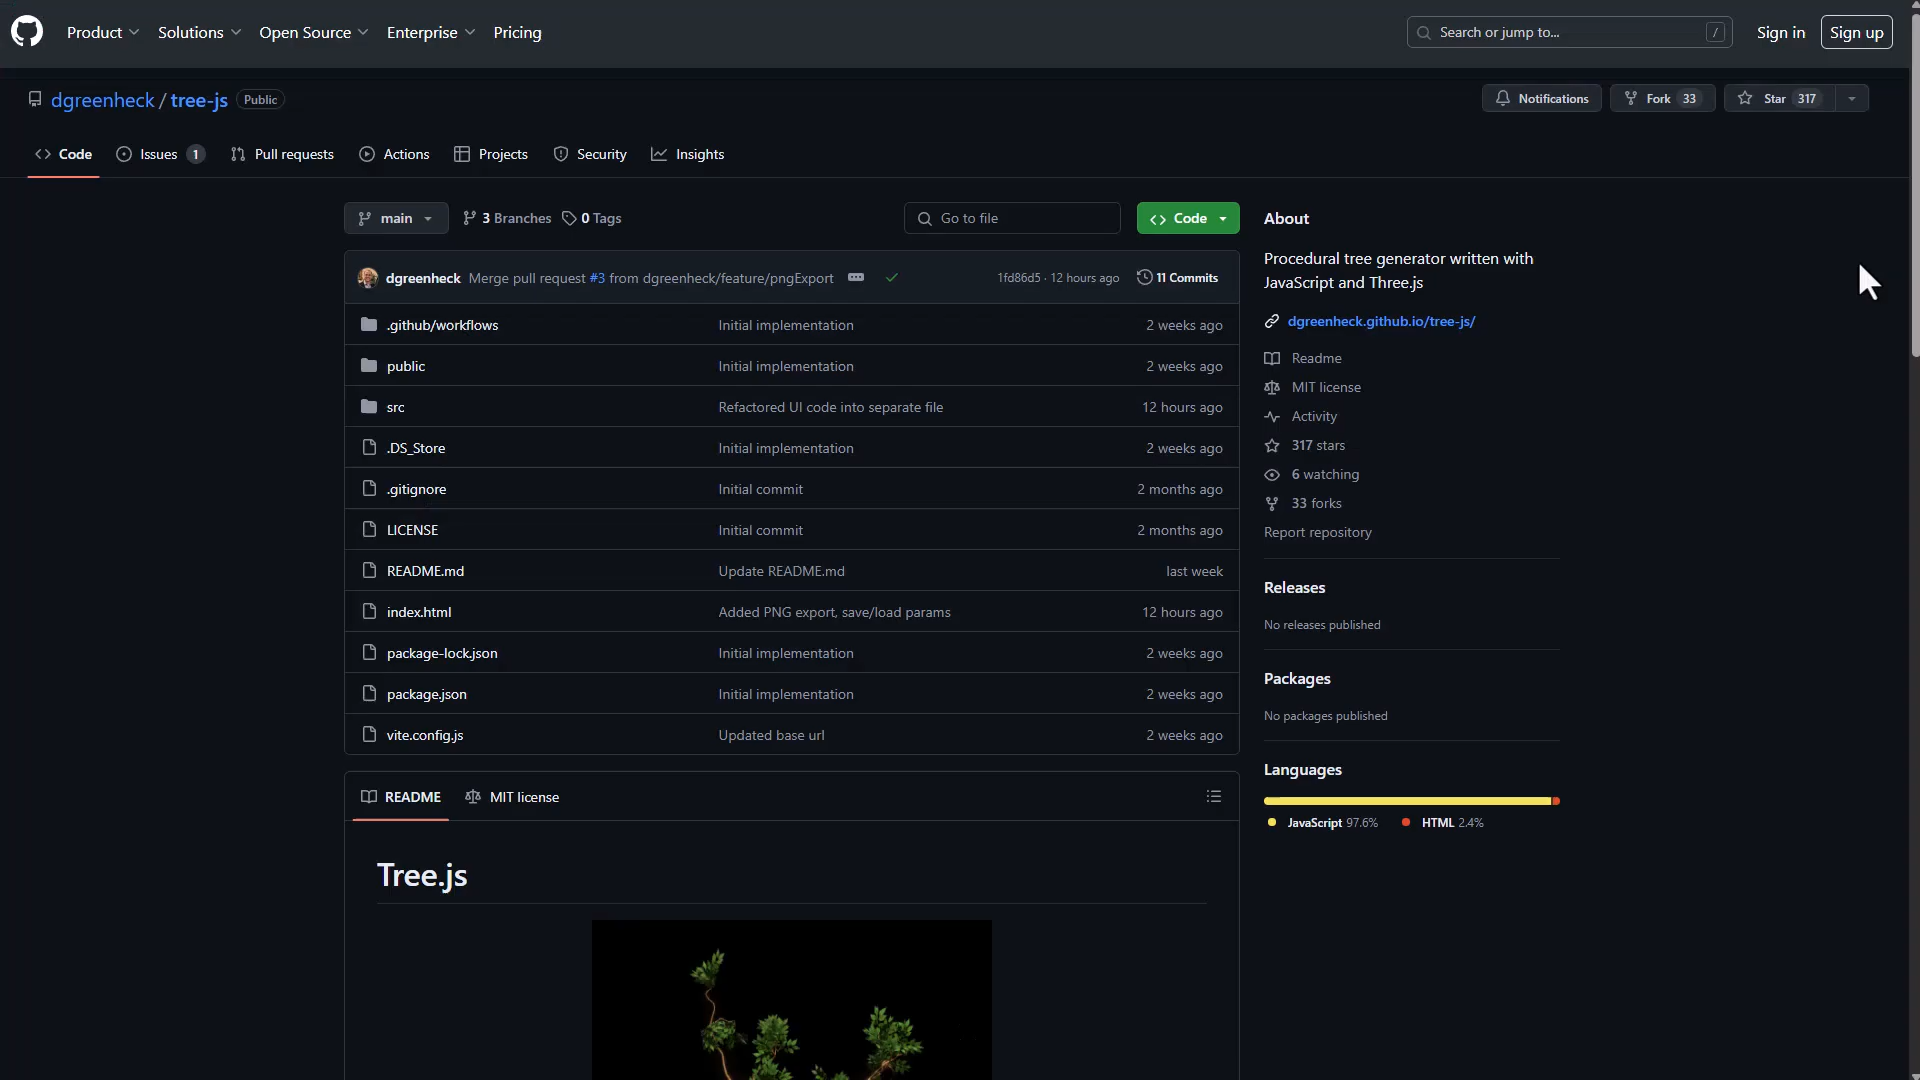 Product Solutions Open Source Enterprise Pricing Search or jump to... / Sign in Sign up
dgreenheck / tree-js Public Notifications Fork 33 Star 317
Code Issues 1 Pull requests Actions Projects Security Insights
main 3 Branches 0 Tags Go to file Code
dgreenheck Merge pull request #3 from dgreenheck/feature/pngExport 1fd86d5 · 12 hours ago 11 Commits
.github/workflows Initial implementation 2 weeks ago
public Initial implementation 2 weeks ago
src Refactored UI code into separate file 12 hours ago
.DS_Store Initial implementation 2 weeks ago
.gitignore Initial commit 2 months ago
LICENSE Initial commit 2 months ago
README.md Update README.md last week
index.html Added PNG export, save/load params 12 hours ago
package-lock.json Initial implementation 2 weeks ago
package.json Initial implementation 2 weeks ago
vite.config.js Updated base url 2 weeks ago
README MIT license
Tree.js
About
Procedural tree generator written with
JavaScript and Three.js
dgreenheck.github.io/tree-js/
Readme
MIT license
Activity
317 stars
6 watching
33 forks
Report repository
Releases
No releases published
Packages
No packages published
Languages
JavaScript 97.6% HTML 2.4%